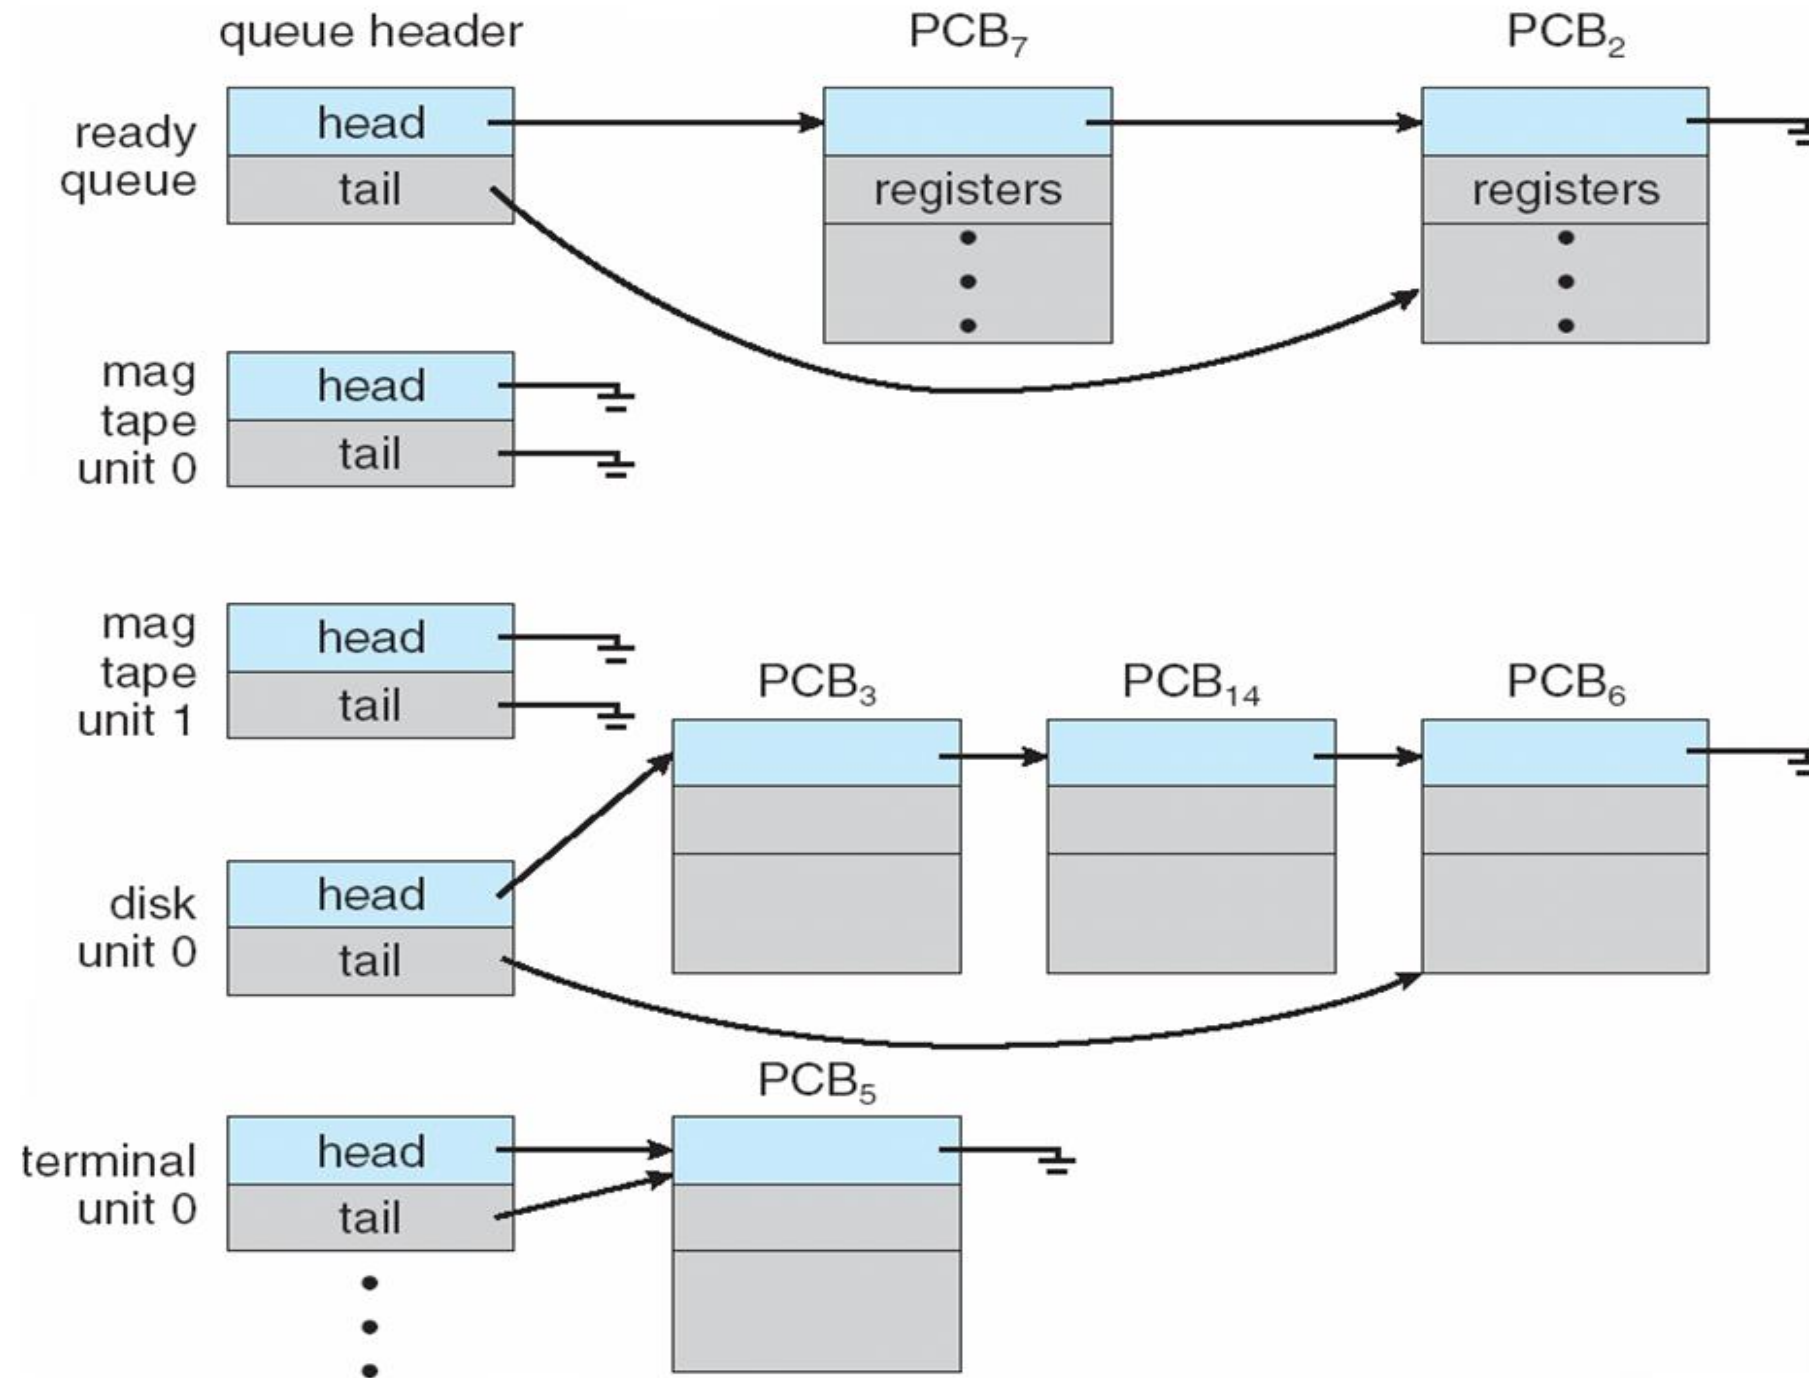 queue header
PCB₇
PCB₂
ready
queue
head
tail
registers
registers
mag
tape
unit 0
head
tail
mag
tape
unit 1
head
tail
PCB₃
PCB₁₄
PCB₆
disk
unit 0
head
tail
PCB₅
terminal
unit 0
head
tail